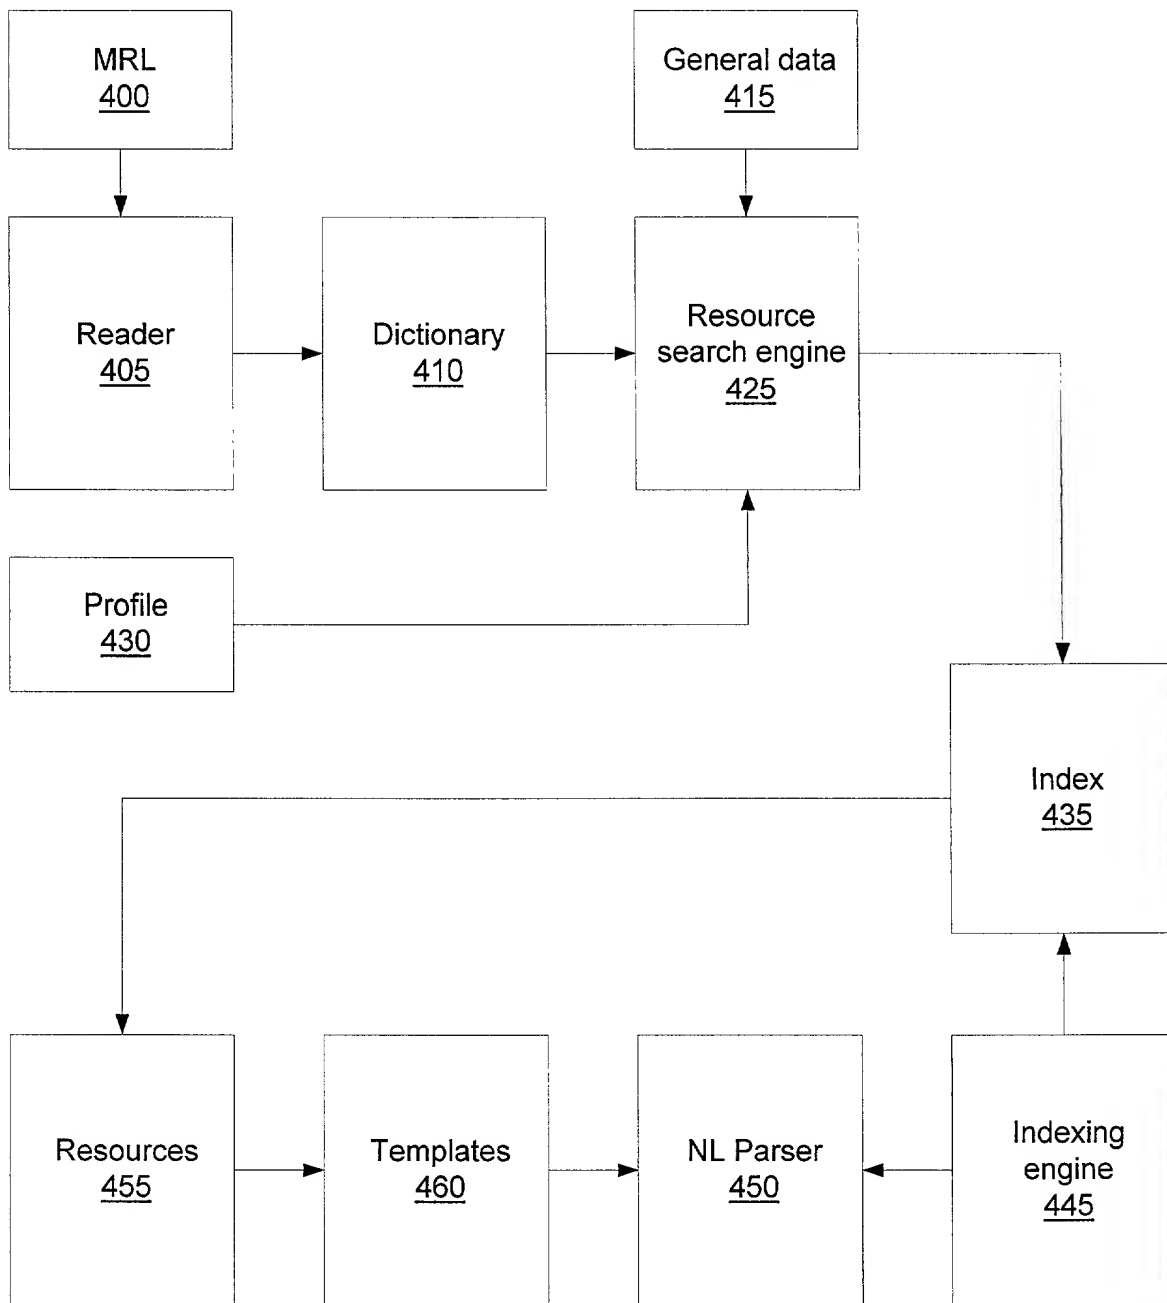 MRL
400
General data
415
Reader
405
Dictionary
410
Resource
search engine
425
Profile
430
Index
435
Resources
455
Templates
460
NL Parser
450
Indexing
engine
445